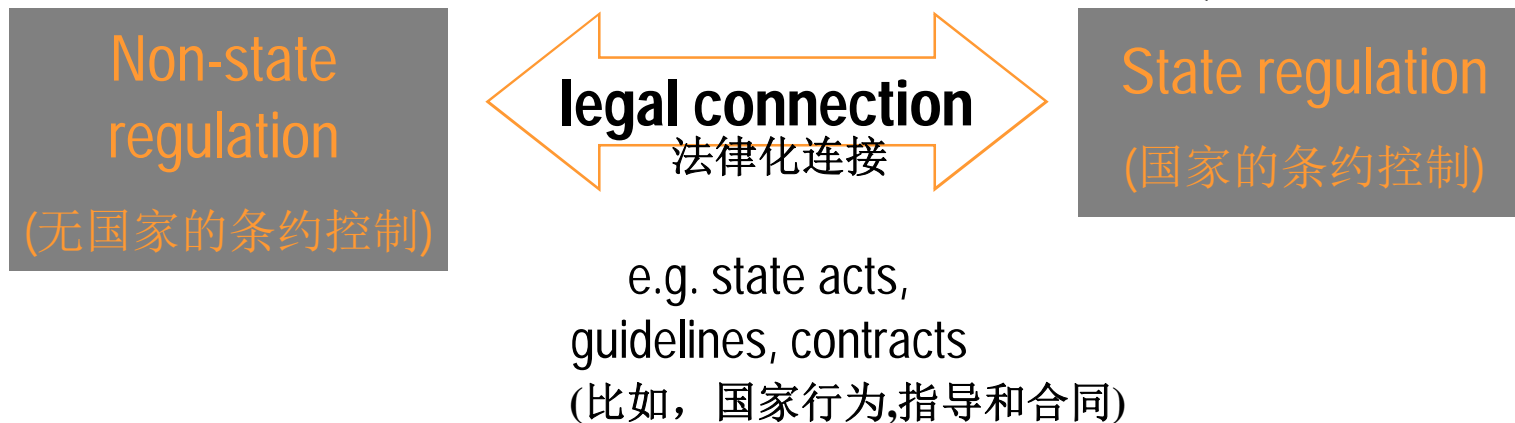 Non-state
regulation
(无国家的条约控制)
legal connection
法律化连接
State regulation
(国家的条约控制)
e.g. state acts,
guidelines, contracts
(比如，国家行为,指导和合同)